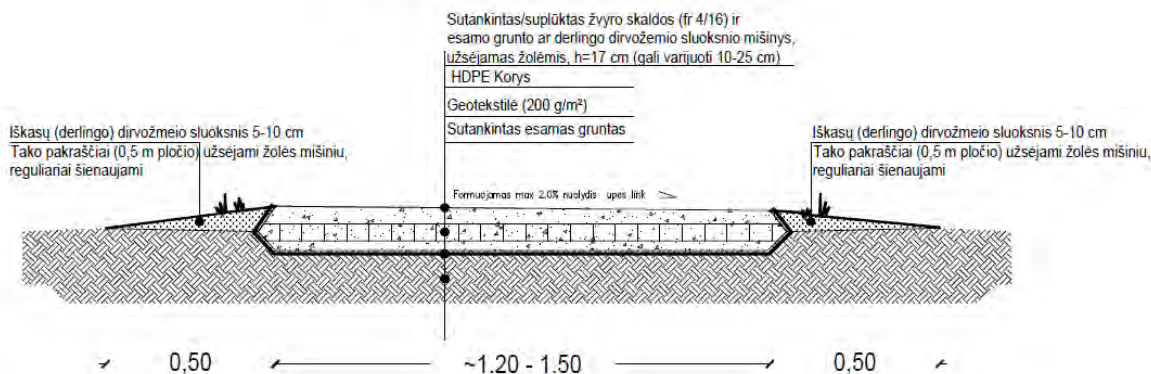 Sutankintas/suplūktas žvyro skaldos (fr 4/16) ir
esamo grunto ar derlingo dirvožemio sluoksnio mišinys,
užsėjamas žolėmis, h=17 cm (gali varijuoti 10-25 cm)
HDPE Korys
Geotekstilė (200 g/m²)
Sutankintas esamas gruntas
Iškasų (derlingo) dirvožmeio sluoksnis 5-10 cm
Tako pakraščiai (0,5 m pločio) užsėjami žolės mišiniu,
reguliariai šienaujami
Iškasų (derlingo) dirvožmeio sluoksnis 5-10 cm
Tako pakraščiai (0,5 m pločio) užsėjami žolės mišiniu,
reguliariai šienaujami
Formuojamas max 2.0% nuolydis upes link
0,50
~1,20 - 1.50
0,50